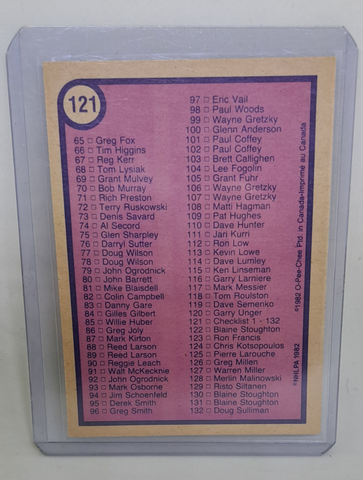 121
65 □ Greg Fox
66 □ Tim Higgins
67 □ Reg Kerr
68 □ Tom Lysiak
69 □ Grant Mulvey
70 □ Bob Murray
71 □ Rich Preston
72 □ Terry Ruskowski
73 □ Denis Savard
74 □ Al Secord
75 □ Glen Sharpley
76 □ Darryl Sutter
77 □ Doug Wilson
78 □ Doug Wilson
79 □ John Ogrodnick
80 □ John Barrett
81 □ Mike Blaisdell
82 □ Colin Campbell
83 □ Danny Gare
84 □ Gilles Gilbert
85 □ Willie Huber
86 □ Greg Joly
87 □ Mark Kirton
88 □ Reed Larson
89 □ Reed Larson
90 □ Reggie Leach
91 □ Walt McKecknie
92 □ John Ogrodnick
93 □ Mark Osborne
94 □ Jim Schoenfeld
95 □ Derek Smith
96 □ Greg Smith
97 □ Eric Vail
98 □ Paul Woods
99 □ Wayne Gretzky
100 □ Glenn Anderson
101 □ Paul Coffey
102 □ Paul Coffey
103 □ Brett Callighen
104 □ Lee Fogolin
105 □ Grant Fuhr
106 □ Wayne Gretzky
107 □ Wayne Gretzky
108 □ Matti Hagman
109 □ Pat Hughes
110 □ Dave Hunter
111 □ Jari Kurri
112 □ Ron Low
113 □ Kevin Lowe
114 □ Dave Lumley
115 □ Ken Linseman
116 □ Garry Lariviere
117 □ Mark Messier
118 □ Tom Roulston
119 □ Dave Semenko
120 □ Garry Unger
121 □ Checklist 1 - 132
122 □ Blaine Stoughton
123 □ Ron Francis
124 □ Chris Kotsopoulos
125 □ Pierre Larouche
126 □ Greg Millen
127 □ Warren Miller
128 □ Merlin Malinowski
129 □ Risto Siltanen
130 □ Blaine Stoughton
131 □ Blaine Stoughton
132 □ Doug Sulliman
©1982 O-Pee-Chee Ptd. in Canada-Imprimé au Canada
©NHLPA 1982